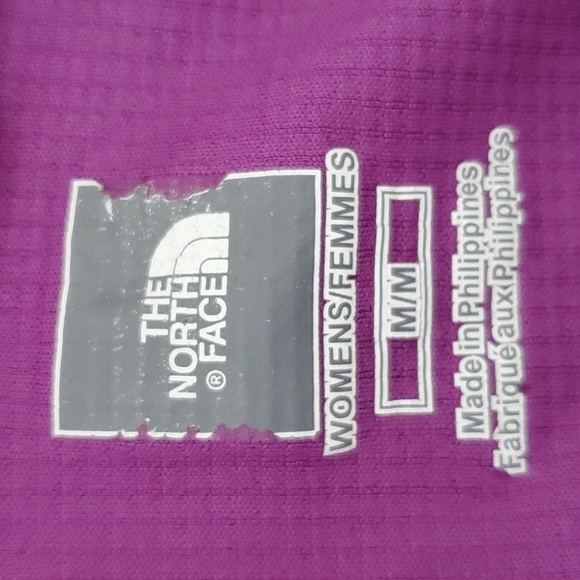 THE
NORTH
FACE
®
WOMENS/FEMMES
M/M
Made in Philippines
Fabriqué aux Philippines